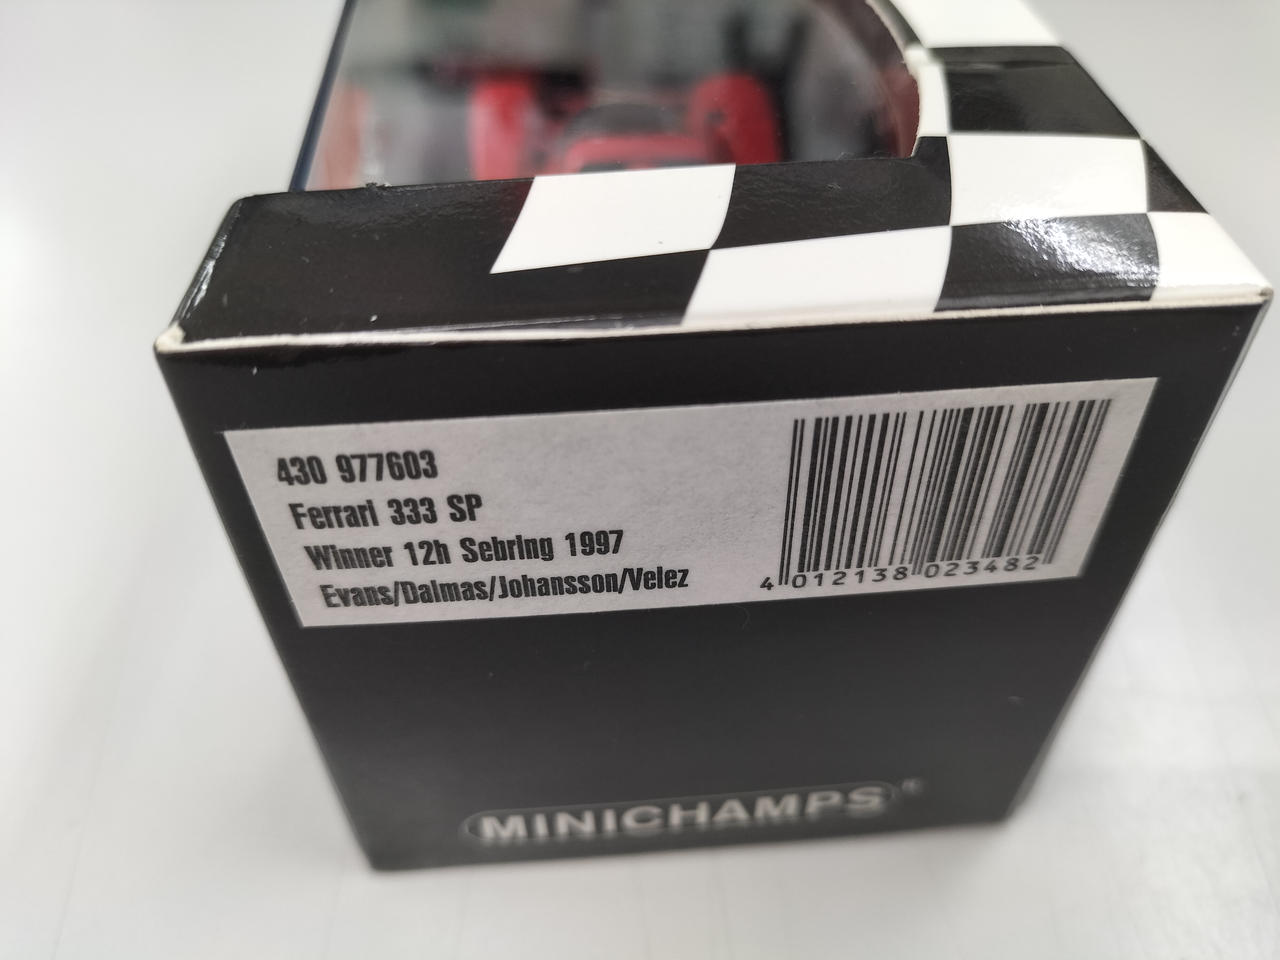 430 977603
Ferrari 333 SP
Winner 12h Sebring 1997
Evans/Dalmas/Johansson/Velez
4 012138 023482
MINICHAMPS®